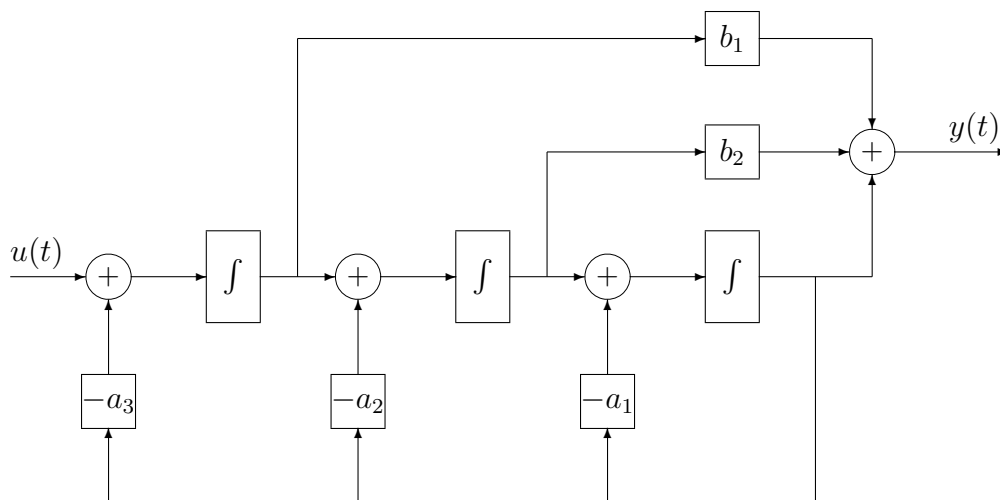 b₁
b₂
y(t)
+
u(t)
+
∫
+
∫
+
∫
−a₃
−a₂
−a₁